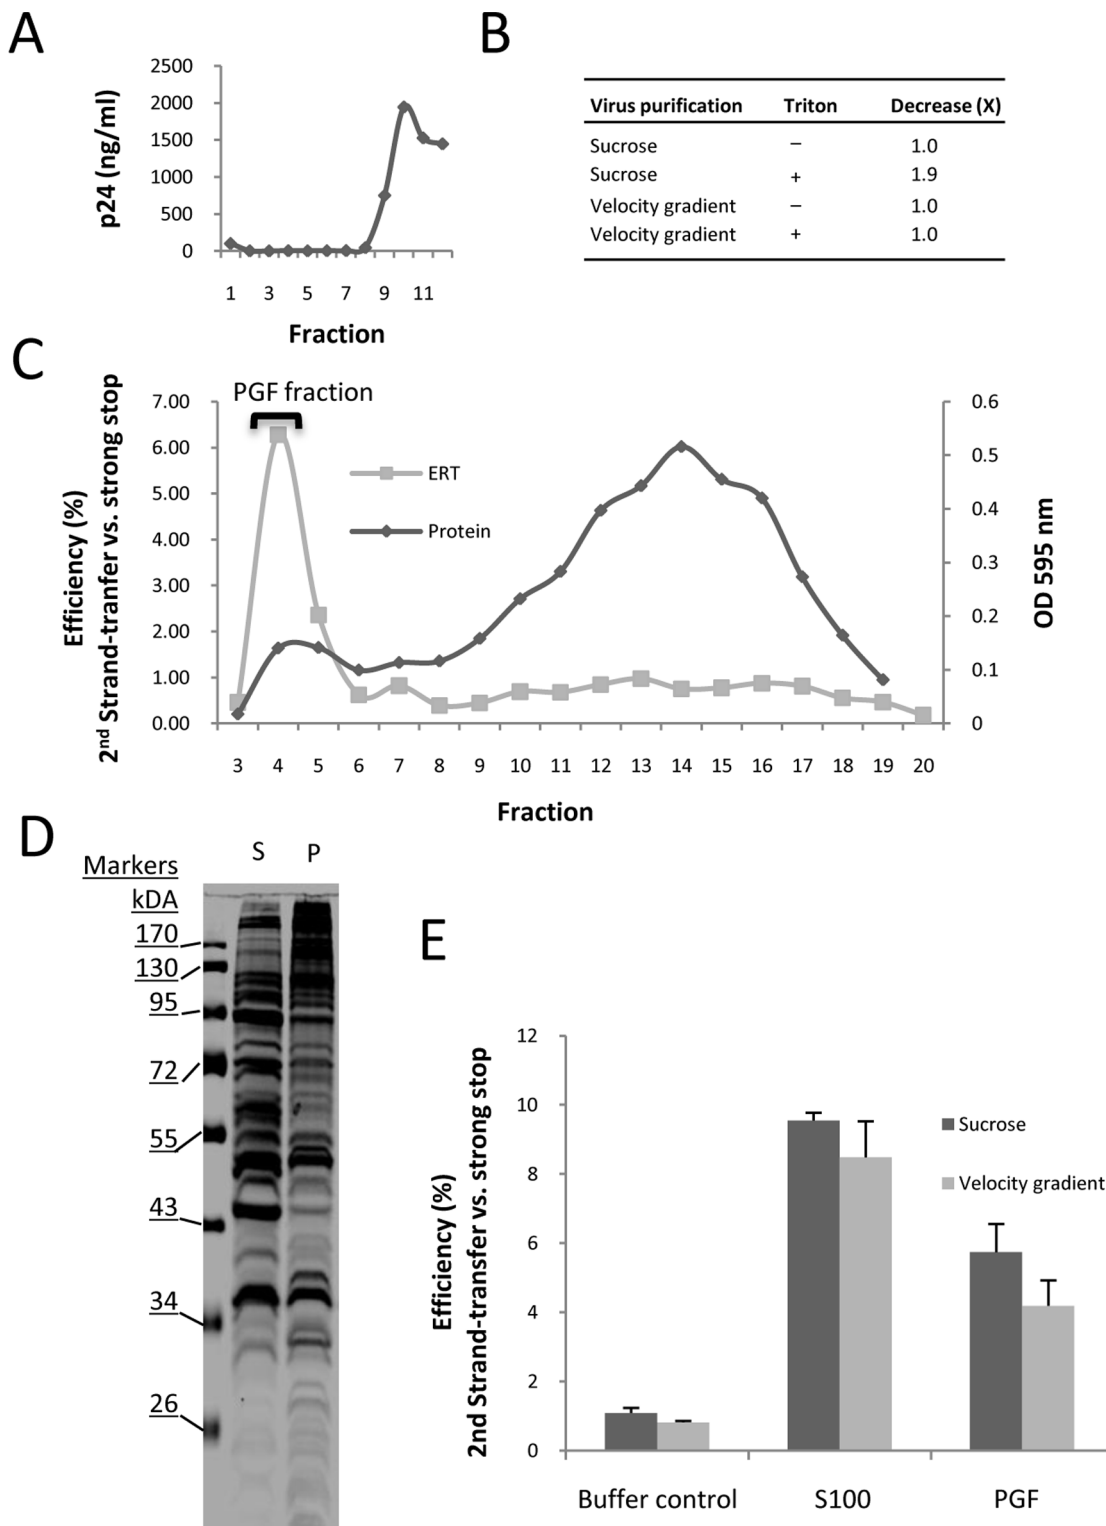 A
p24 (ng/ml)
2500
2000
1500
1000
500
0
1 3 5 7 9 11
Fraction
B
Virus purification Triton Decrease (X)
Sucrose – 1.0
Sucrose + 1.9
Velocity gradient – 1.0
Velocity gradient + 1.0
C
PGF fraction
Efficiency (%)
2nd Strand-tranfer vs. strong stop
7.00
6.00
5.00
4.00
3.00
2.00
1.00
0.00
ERT
Protein
0.6
0.5
0.4
0.3
0.2
0.1
0
OD 595 nm
3 4 5 6 7 8 9 10 11 12 13 14 15 16 17 18 19 20
Fraction
D
S P
Markers
kDA
170
130
95
72
55
43
34
26
E
Efficiency (%)
2nd Strand-transfer vs. strong stop
12
10
8
6
4
2
0
Sucrose
Velocity gradient
Buffer control S100 PGF